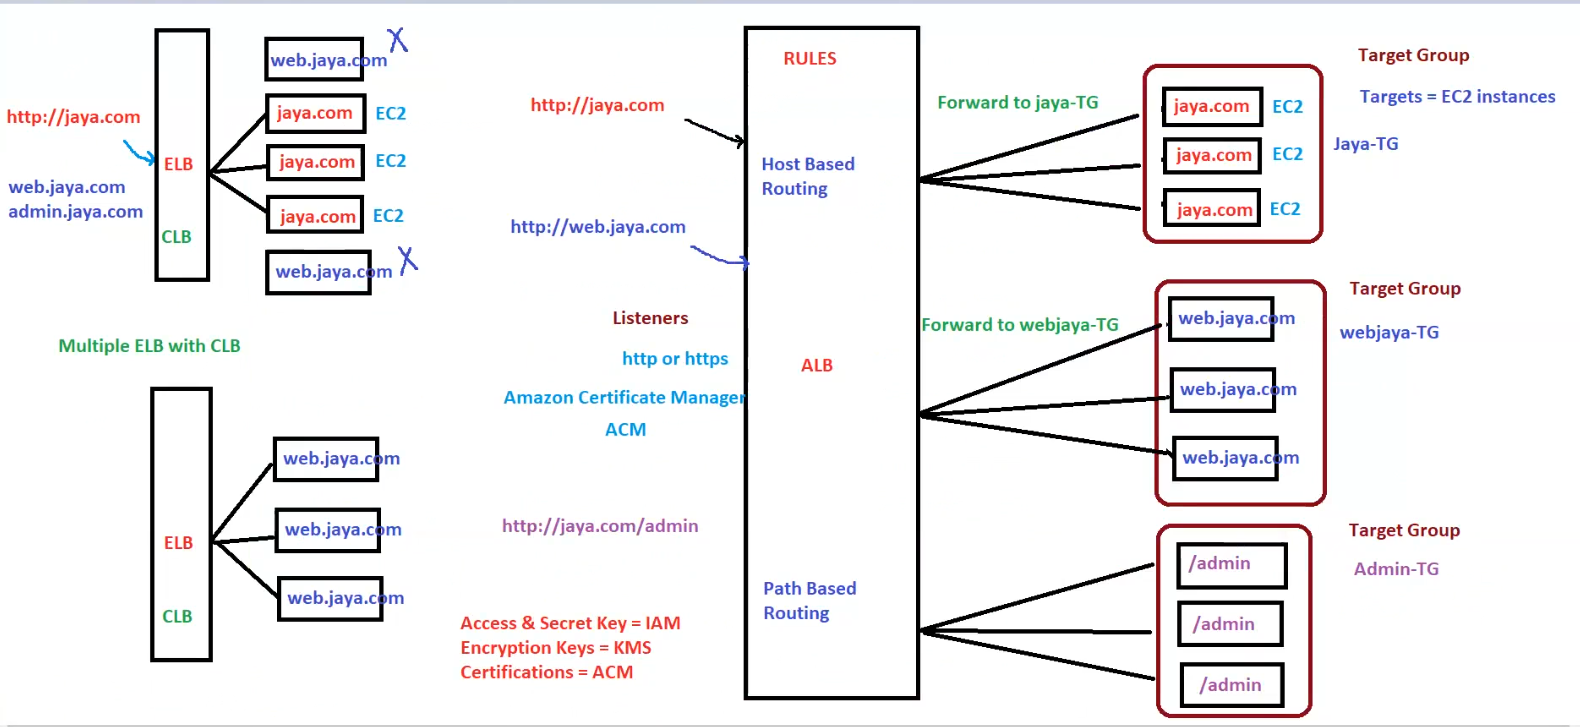 web.jaya.com
X
http://jaya.com
jaya.com EC2
ELB
jaya.com EC2
web.jaya.com
admin.jaya.com
jaya.com EC2
CLB
web.jaya.com
X
Multiple ELB with CLB
web.jaya.com
web.jaya.com
ELB
web.jaya.com
CLB
RULES
http://jaya.com
Host Based
Routing
http://web.jaya.com
Listeners
http or https
ALB
Amazon Certificate Manager
ACM
http://jaya.com/admin
Path Based
Routing
Access & Secret Key = IAM
Encryption Keys = KMS
Certifications = ACM
Target Group
Targets = EC2 instances
Forward to jaya-TG
jaya.com EC2
Jaya-TG
jaya.com EC2
jaya.com EC2
Target Group
Forward to webjaya-TG
web.jaya.com
webjaya-TG
web.jaya.com
web.jaya.com
Target Group
/admin
Admin-TG
/admin
/admin